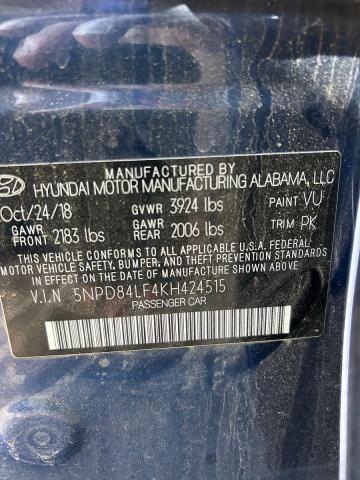 MANUFACTURED BY
HYUNDAI MOTOR MANUFACTURING ALABAMA, LLC
Oct/24/18 GVWR 3924 lbs PAINT VU
GAWR FRONT 2183 lbs GAWR REAR 2006 lbs TRIM PK
THIS VEHICLE CONFORMS TO ALL APPLICABLE U.S.A. FEDERAL
MOTOR VEHICLE SAFETY, BUMPER, AND THEFT PREVENTION
STANDARDS IN EFFECT ON THE DATE OF MANUFACTURE SHOWN ABOVE.
V.I.N 5NPD84LF4KH424515
PASSENGER CAR